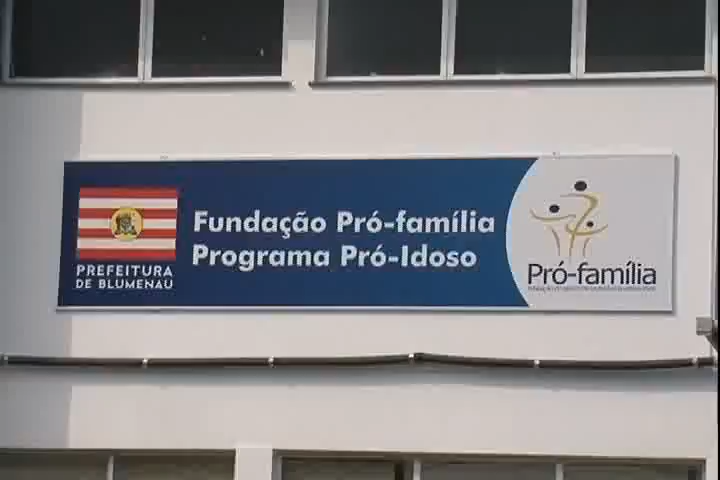 PREFEITURA
DE BLUMENAU
Fundação Pró-família
Programa Pró-Idoso
Pró-família